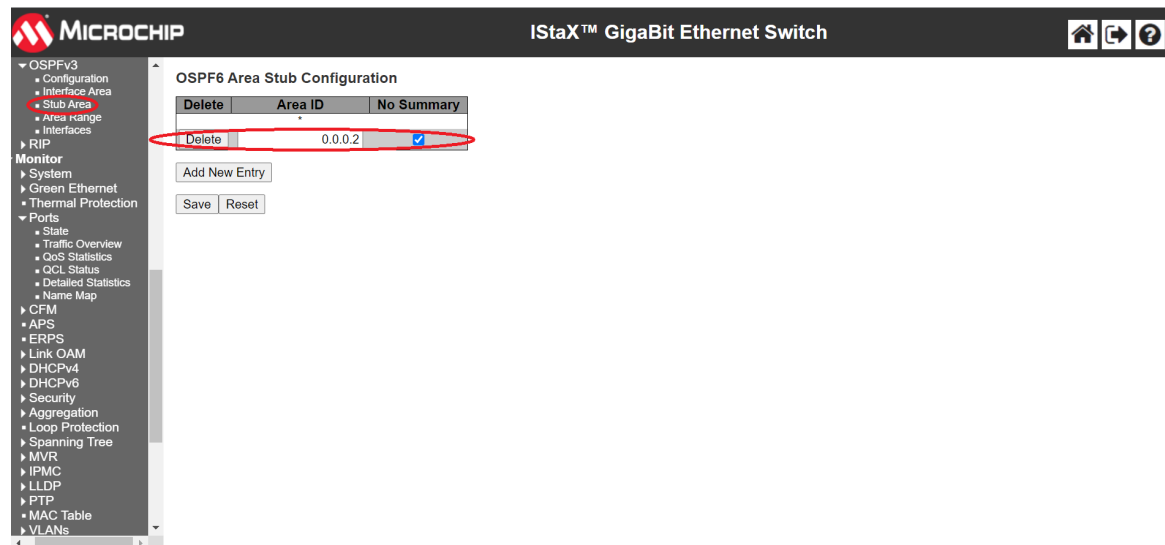 MICROCHIP
IStaX™ GigaBit Ethernet Switch
OSPFv3
Configuration
Interface Area
Stub Area
Area Range
Interfaces
RIP
Monitor
System
Green Ethernet
Thermal Protection
Ports
State
Traffic Overview
QoS Statistics
QCL Status
Detailed Statistics
Name Map
CFM
APS
ERPS
Link OAM
DHCPv4
DHCPv6
Security
Aggregation
Loop Protection
Spanning Tree
MVR
IPMC
LLDP
PTP
MAC Table
VLANs
OSPF6 Area Stub Configuration
Delete Area ID No Summary
*
Delete 0.0.0.2
Add New Entry
Save Reset